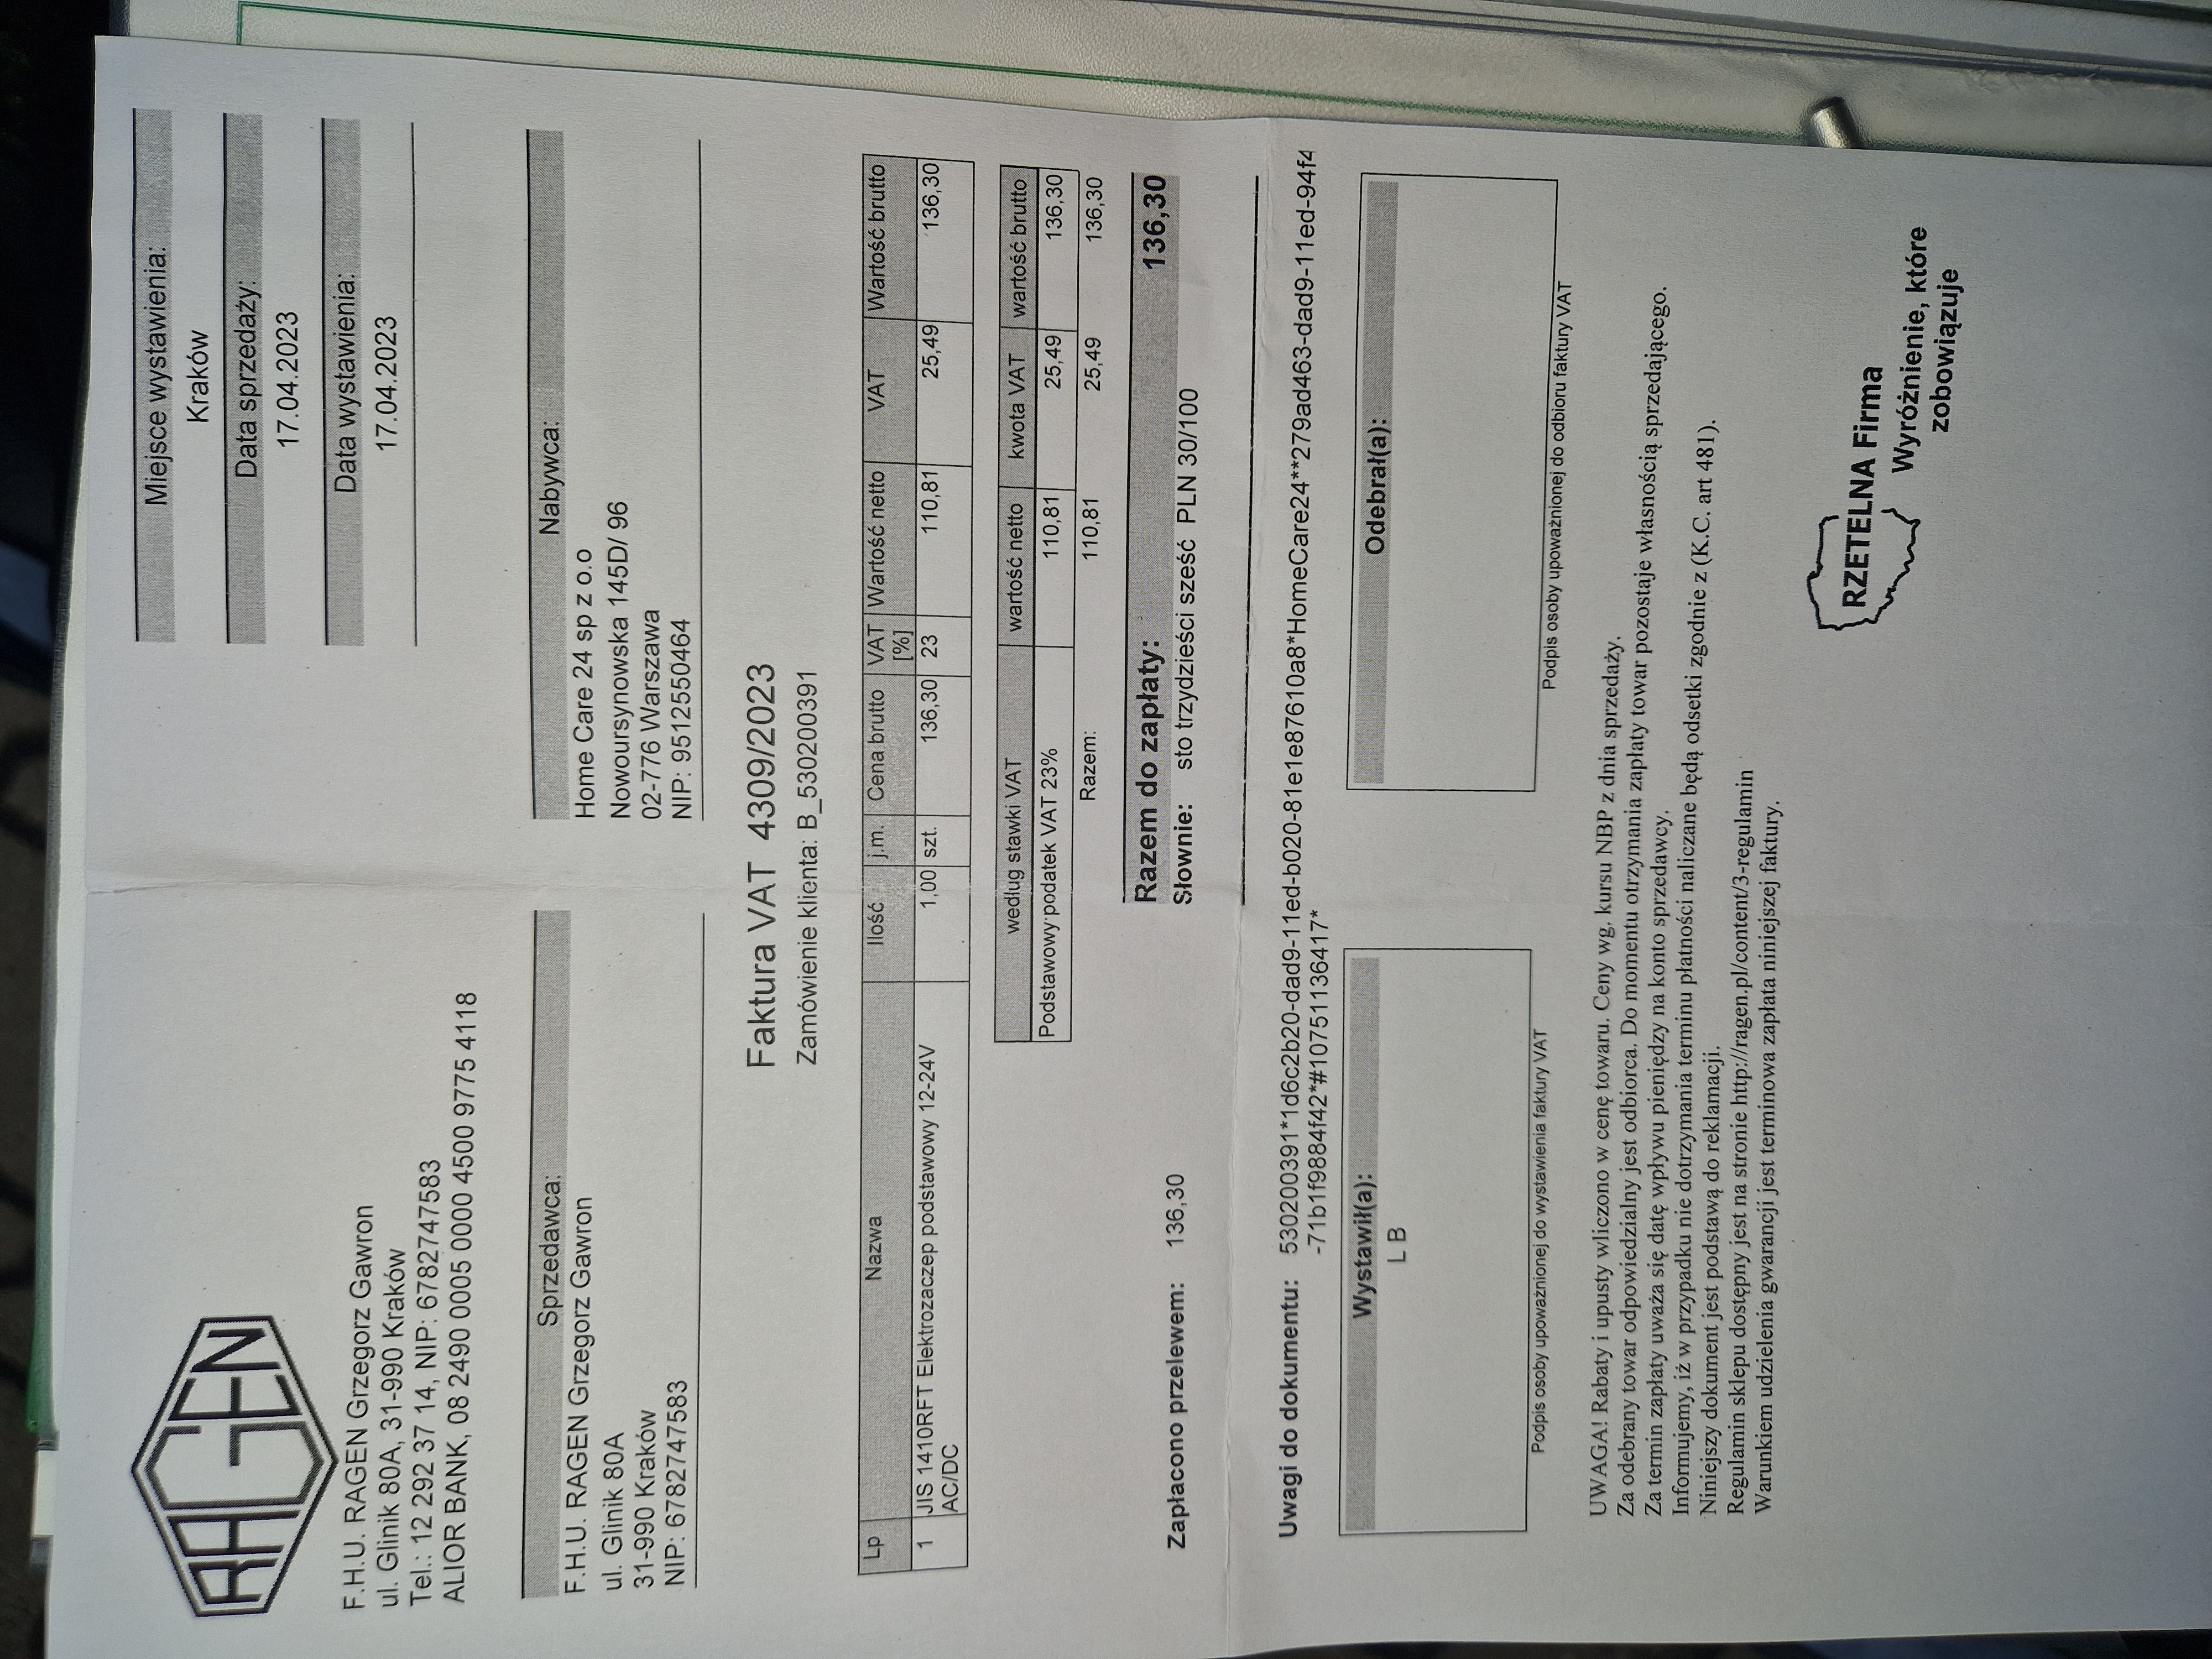 RAGEN
F.H.U. RAGEN Grzegorz Gawron
ul. Glinik 80A, 31-990 Kraków
Tel.: 12 292 37 14, NIP: 6782747583
ALIOR BANK, 08 2490 0005 0000 4500 9775 4118
Miejsce wystawienia:
Kraków
Data sprzedaży:
17.04.2023
Data wystawienia:
17.04.2023
Sprzedawca:
F.H.U. RAGEN Grzegorz Gawron
ul. Glinik 80A
31-990 Kraków
NIP: 6782747583
Nabywca:
Home Care 24 sp z o.o
Nowoursynowska 145D/ 96
02-776 Warszawa
NIP: 9512550464
Faktura VAT 4309/2023
Zamówienie klienta: B_530200391
Lp Nazwa Ilość j.m. Cena brutto VAT [%] Wartość netto VAT Wartość brutto
1 JIS 1410RFT Elektrozaczep podstawowy 12-24V 1,00 szt. 136,30 23 110,81 25,49 136,30
AC/DC
według stawki VAT wartość netto kwota VAT wartość brutto
Podstawowy podatek VAT 23% 110,81 25,49 136,30
Razem: 110,81 25,49 136,30
Razem do zapłaty: 136,30
Zapłacono przelewem: 136,30
Słownie: sto trzydzieści sześć PLN 30/100
Uwagi do dokumentu: 530200391*1d6c2b20-dad9-11ed-b020-81e1e87610a8*HomeCare24**279ad463-dad9-11ed-94f4
-71b1f9884f42*#10751136417*
Wystawił(a):
L B
Podpis osoby upoważnionej do wystawienia faktury VAT
Odebrał(a):
Podpis osoby upoważnionej do odbioru faktury VAT
UWAGA! Rabaty i upusty wliczono w cenę towaru. Ceny wg. kursu NBP z dnia sprzedaży.
Za odebrany towar odpowiedzialny jest odbiorca. Do momentu otrzymania zapłaty towar pozostaje własnością sprzedającego.
Za termin zapłaty uważa się datę wpływu pieniędzy na konto sprzedawcy.
Informujemy, iż w przypadku nie dotrzymania terminu płatności naliczane będą odsetki zgodnie z (K.C. art 481).
Niniejszy dokument jest podstawą do reklamacji.
Regulamin sklepu dostępny jest na stronie http://ragen.pl/content/3-regulamin
Warunkiem udzielenia gwarancji jest terminowa zapłata niniejszej faktury.
RZETELNA Firma
Wyróżnienie, które
zobowiązuje